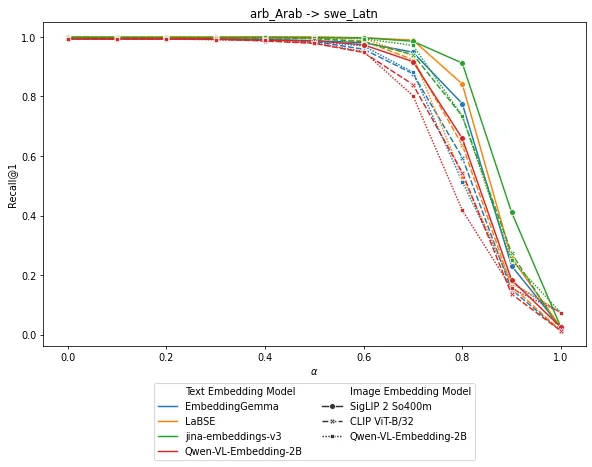 arb_Arab -> swe_Latn
Recall@1
1.0
0.8
0.6
0.4
0.2
0.0
0.0 0.2 0.4 0.6 0.8 1.0
α
Text Embedding Model
EmbeddingGemma
LaBSE
jina-embeddings-v3
Qwen-VL-Embedding-2B
Image Embedding Model
SigLIP 2 So400m
CLIP ViT-B/32
Qwen-VL-Embedding-2B